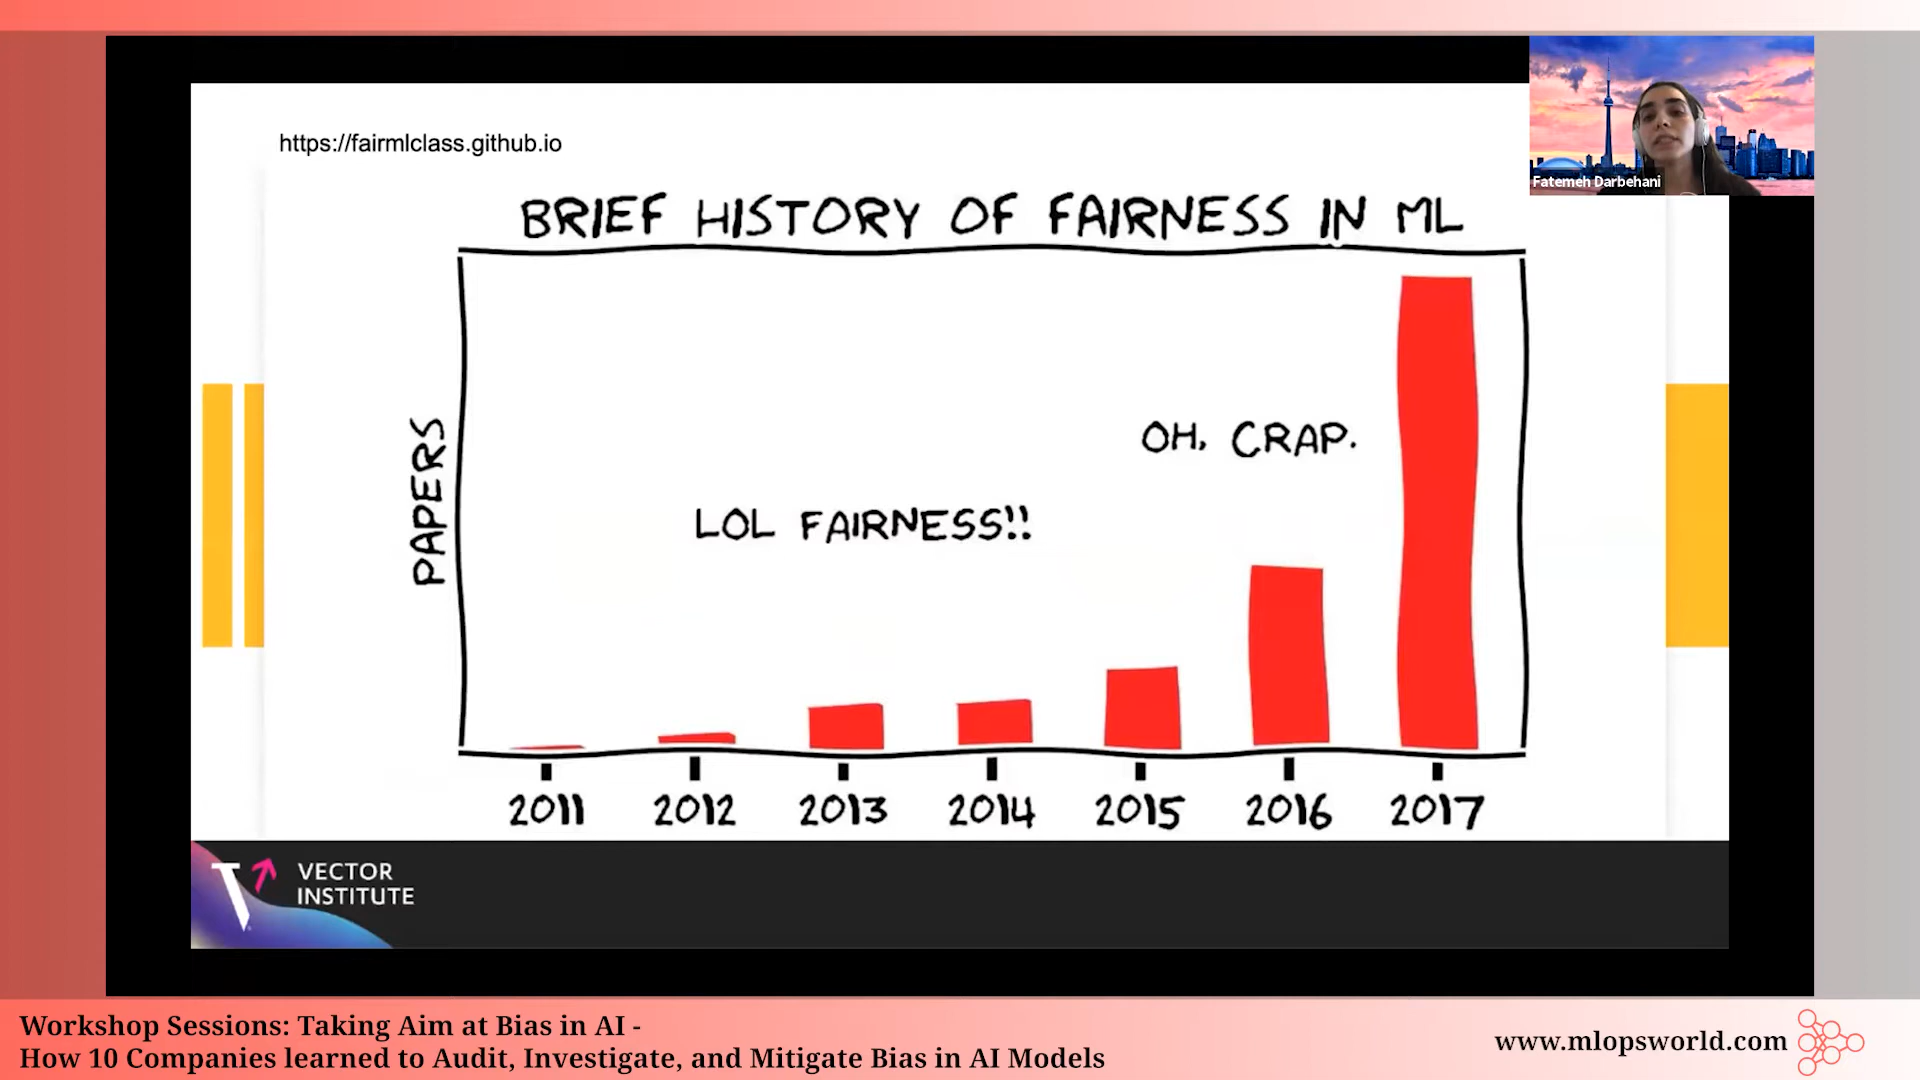 https://fairmlclass.github.io
Fatemeh Darbehani
BRIEF HISTORY OF FAIRNESS IN ML
PAPERS
OH, CRAP.
LOL FAIRNESS!!
2011 2012 2013 2014 2015 2016 2017
VECTOR
INSTITUTE
Workshop Sessions: Taking Aim at Bias in AI -
How 10 Companies learned to Audit, Investigate, and Mitigate Bias in AI Models
www.mlopsworld.com